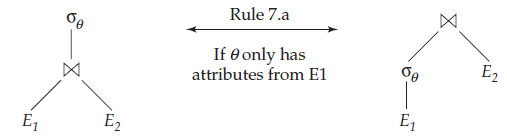 σθ
Rule 7.a
⋈
If θ only has
attributes from E1
⋈
σθ
E2
E1
E2
E1